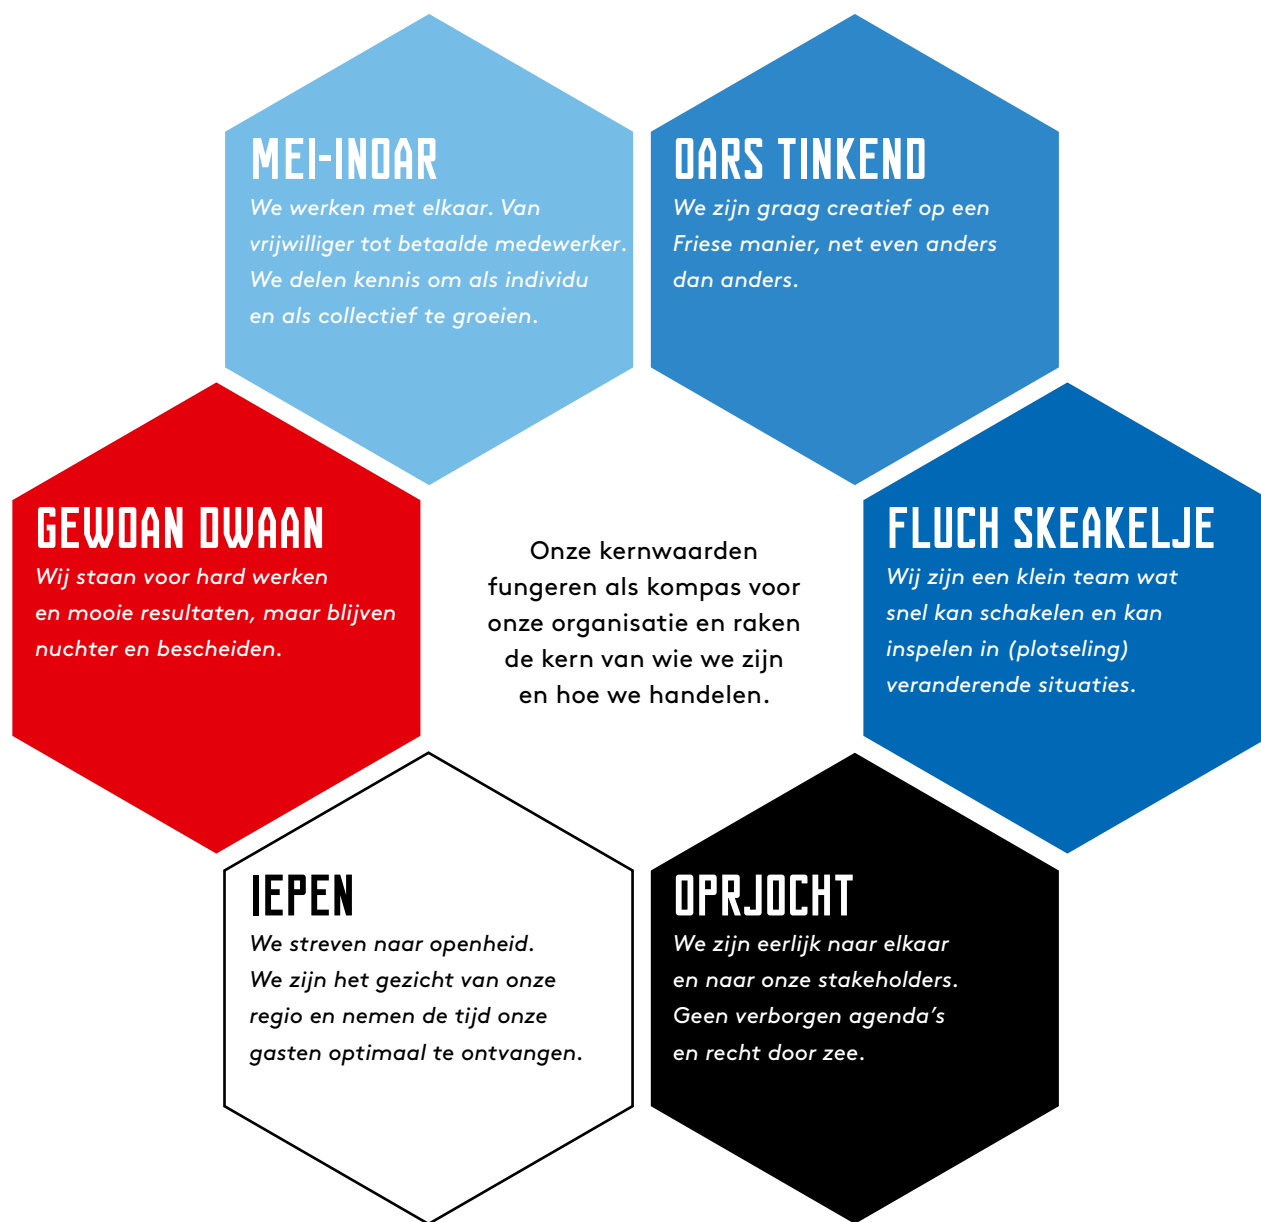 MEI-INOAR
We werken met elkaar. Van
vrijwilliger tot betaalde medewerker.
We delen kennis om als individu
en als collectief te groeien.
OARS TINKEND
We zijn graag creatief op een
Friese manier, net even anders
dan anders.
GEWOAN DWAAN
Wij staan voor hard werken
en mooie resultaten, maar blijven
nuchter en bescheiden.
Onze kernwaarden
fungeren als kompas voor
onze organisatie en raken
de kern van wie we zijn
en hoe we handelen.
FLUCH SKEAKELJE
Wij zijn een klein team wat
snel kan schakelen en kan
inspelen in (plotseling)
veranderende situaties.
IEPEN
We streven naar openheid.
We zijn het gezicht van onze
regio en nemen de tijd onze
gasten optimaal te ontvangen.
OPRJOCHT
We zijn eerlijk naar elkaar
en naar onze stakeholders.
Geen verborgen agenda's
en recht door zee.